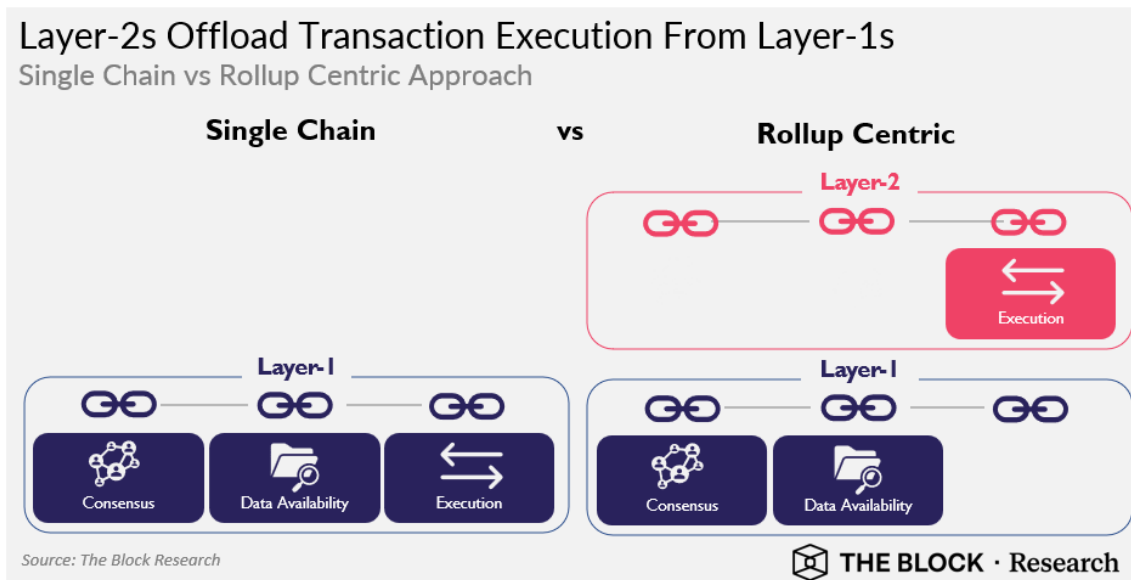 Layer-2s Offload Transaction Execution From Layer-1s
Single Chain vs Rollup Centric Approach
Single Chain vs Rollup Centric
Layer-2
Execution
Layer-1
Consensus Data Availability Execution
Layer-1
Consensus Data Availability
Source: The Block Research
THE BLOCK · Research